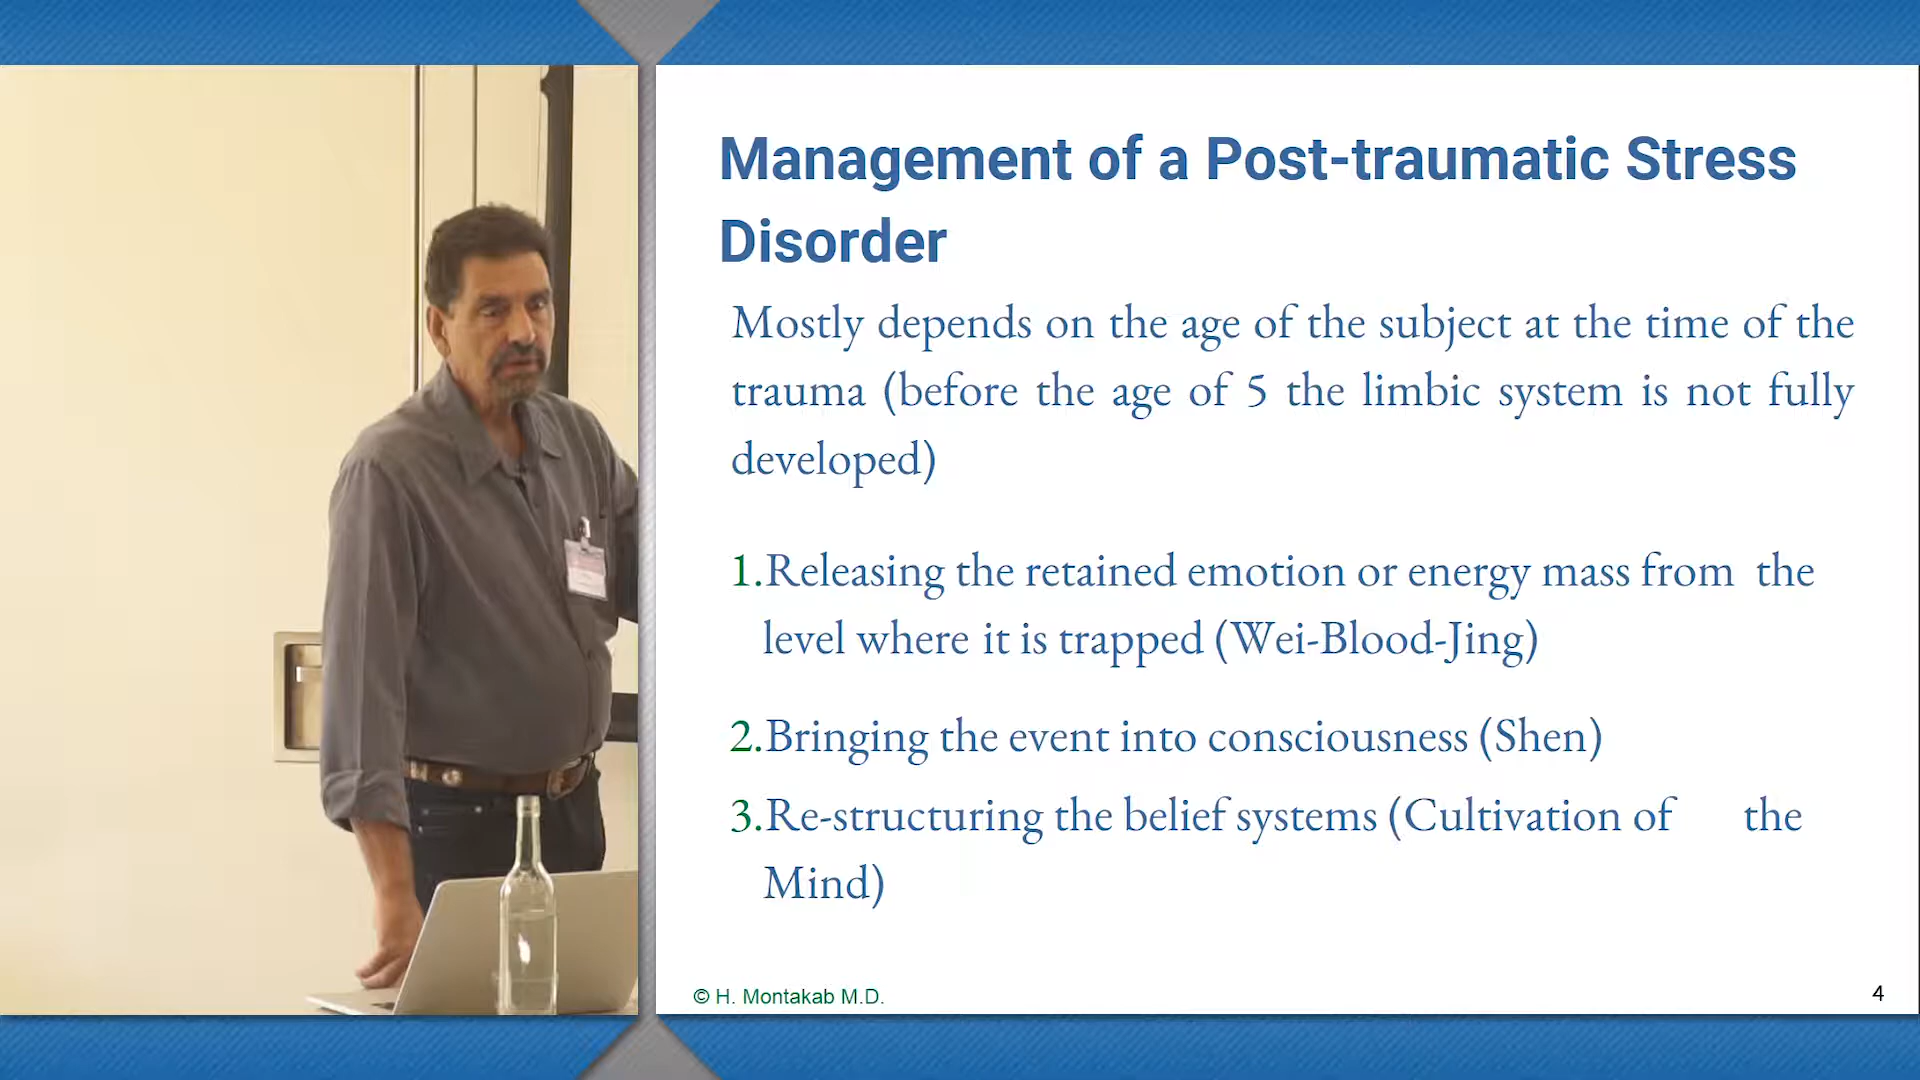 Management of a Post-traumatic Stress
Disorder
Mostly depends on the age of the subject at the time of the
trauma (before the age of 5 the limbic system is not fully
developed)
1.Releasing the retained emotion or energy mass from the
level where it is trapped (Wei-Blood-Jing)
2.Bringing the event into consciousness (Shen)
3.Re-structuring the belief systems (Cultivation of the
Mind)
© H. Montakab M.D.
4